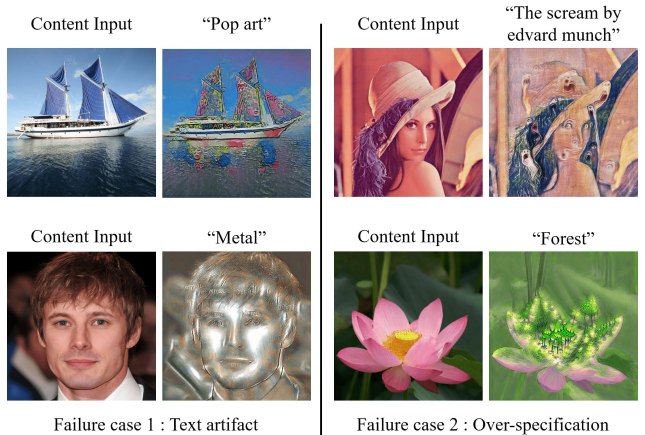 Content Input
“Pop art”
Content Input
“The scream by
edvard munch”
Content Input
“Metal”
Content Input
“Forest”
Failure case 1 : Text artifact
Failure case 2 : Over-specification